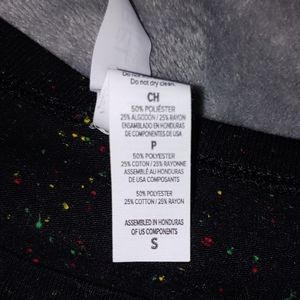 Do not dry clean.
CH
50% POLIÉSTER
25% ALGODÓN / 25% RAYON
ENSAMBLADO EN HONDURAS
DE COMPONENTES DE USA
P
50% POLYESTER
25% COTON / 25% RAYONNE
ASSEMBLÉ AU HONDURAS
USA COMPOSANTS
50% POLYESTER
25% COTTON / 25% RAYON
ASSEMBLED IN HONDURAS
OF US COMPONENTS
S